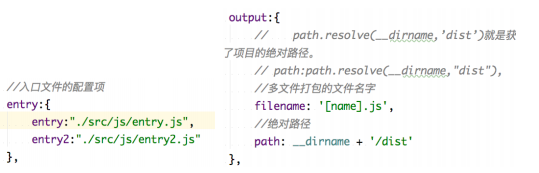 //入口文件的配置项
entry:{
entry:"./src/js/entry.js",
entry2:"./src/js/entry2.js"
},
output:{
//    path.resolve(__dirname,’dist’)就是获
了项目的绝对路径。
// path:path.resolve(__dirname,"dist"),
//多文件打包的文件名字
filename: '[name].js',
//绝对路径
path: __dirname + '/dist'
},